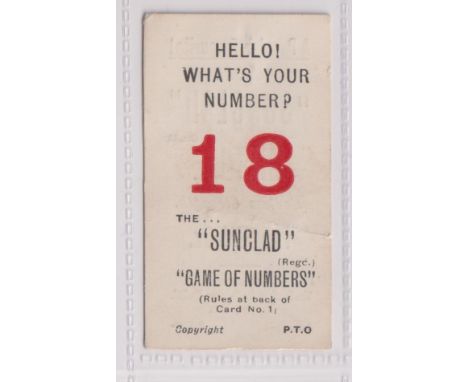 HELLO!
WHAT'S YOUR
NUMBER?
18
THE...
"SUNCLAD"
(Regd.)
"GAME OF NUMBERS"
(Rules at back of
Card No. 1)
Copyright P.T.O